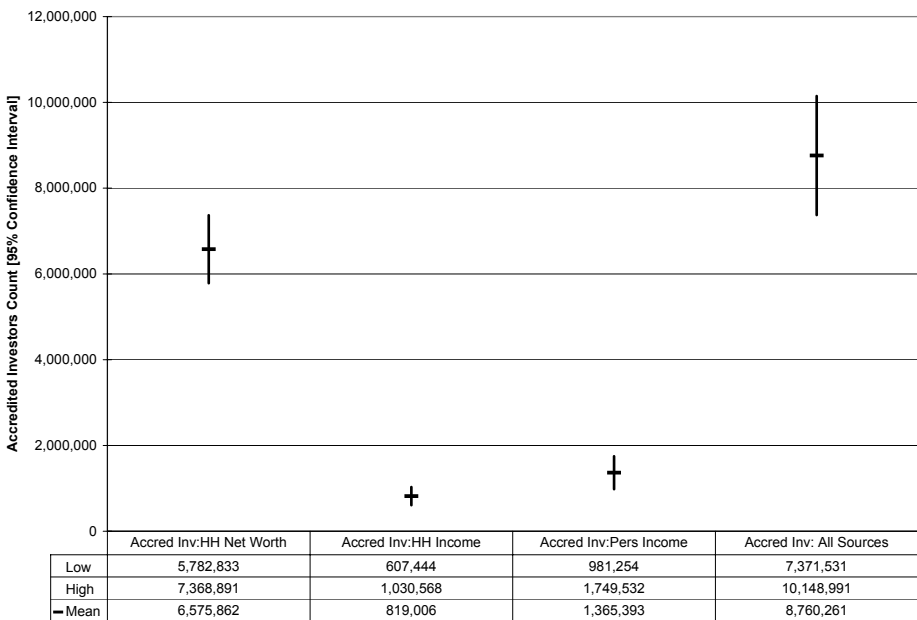 12,000,000
10,000,000
8,000,000
6,000,000
4,000,000
2,000,000
0
Accredited Investors Count [95% Confidence Interval]
Accred Inv:HH Net Worth Accred Inv:HH Income Accred Inv:Pers Income Accred Inv: All Sources
Low 5,782,833 607,444 981,254 7,371,531
High 7,368,891 1,030,568 1,749,532 10,148,991
Mean 6,575,862 819,006 1,365,393 8,760,261